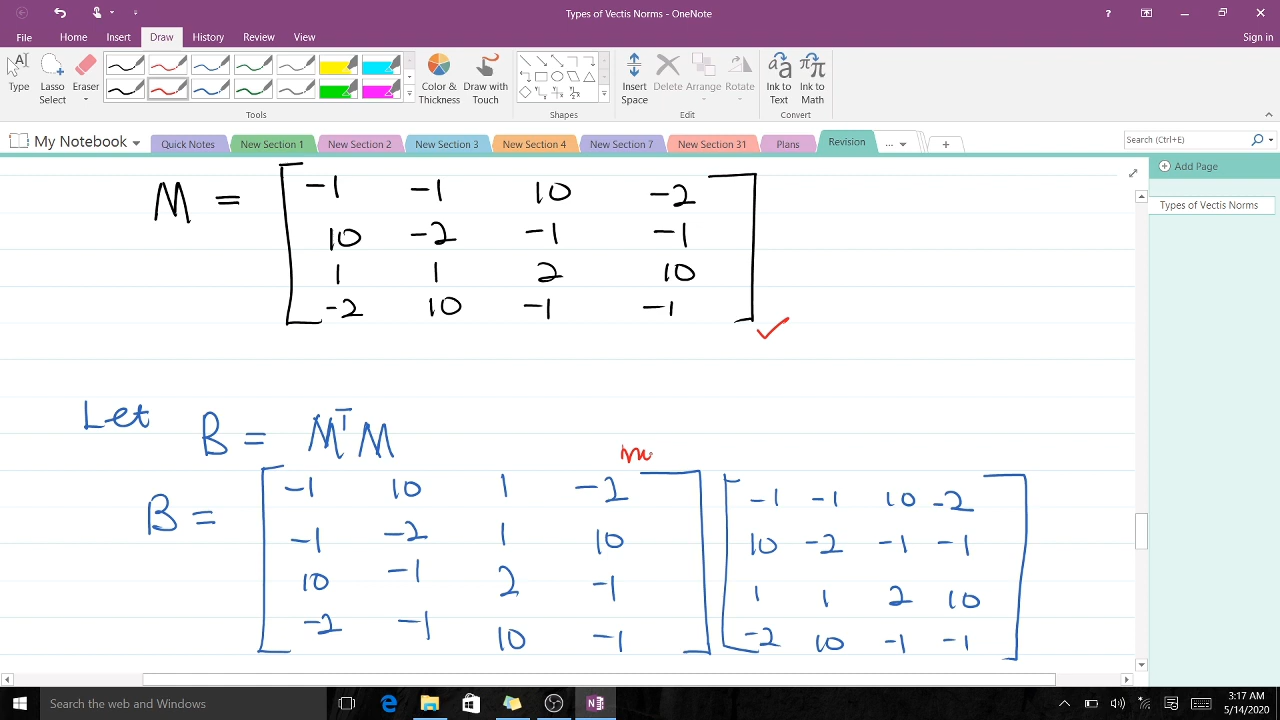 Types of Vectis Norms - OneNote
File Home Insert Draw History Review View Sign in
Type Lasso Select Eraser Color & Thickness Draw with Touch Insert Space Delete Arrange Rotate Ink to Text Ink to Math
Tools Shapes Edit Convert
My Notebook Quick Notes New Section 1 New Section 2 New Section 3 New Section 4 New Section 7 New Section 31 Plans Revision ... + Search (Ctrl+E)
Add Page
Types of Vectis Norms
M = [ -1 -1 10 -2
10 -2 -1 -1
1 1 2 10
-2 10 -1 -1 ]
Let B = MᵀM
m
B = [ -1 10 1 -2 ] [ -1 -1 10 -2 ]
-1 -2 1 10 10 -2 -1 -1
10 -1 2 -1 1 1 2 10
-2 -1 10 -1 -2 10 -1 -1
Search the web and Windows
3:17 AM
5/14/2020